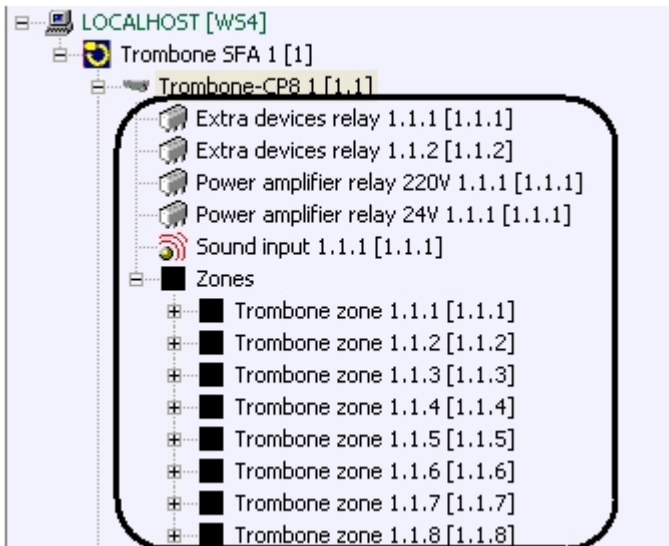 LOCALHOST [WS4]
Trombone SFA 1 [1]
Trombone-CP8 1 [1.1]
Extra devices relay 1.1.1 [1.1.1]
Extra devices relay 1.1.2 [1.1.2]
Power amplifier relay 220V 1.1.1 [1.1.1]
Power amplifier relay 24V 1.1.1 [1.1.1]
Sound input 1.1.1 [1.1.1]
Zones
Trombone zone 1.1.1 [1.1.1]
Trombone zone 1.1.2 [1.1.2]
Trombone zone 1.1.3 [1.1.3]
Trombone zone 1.1.4 [1.1.4]
Trombone zone 1.1.5 [1.1.5]
Trombone zone 1.1.6 [1.1.6]
Trombone zone 1.1.7 [1.1.7]
Trombone zone 1.1.8 [1.1.8]